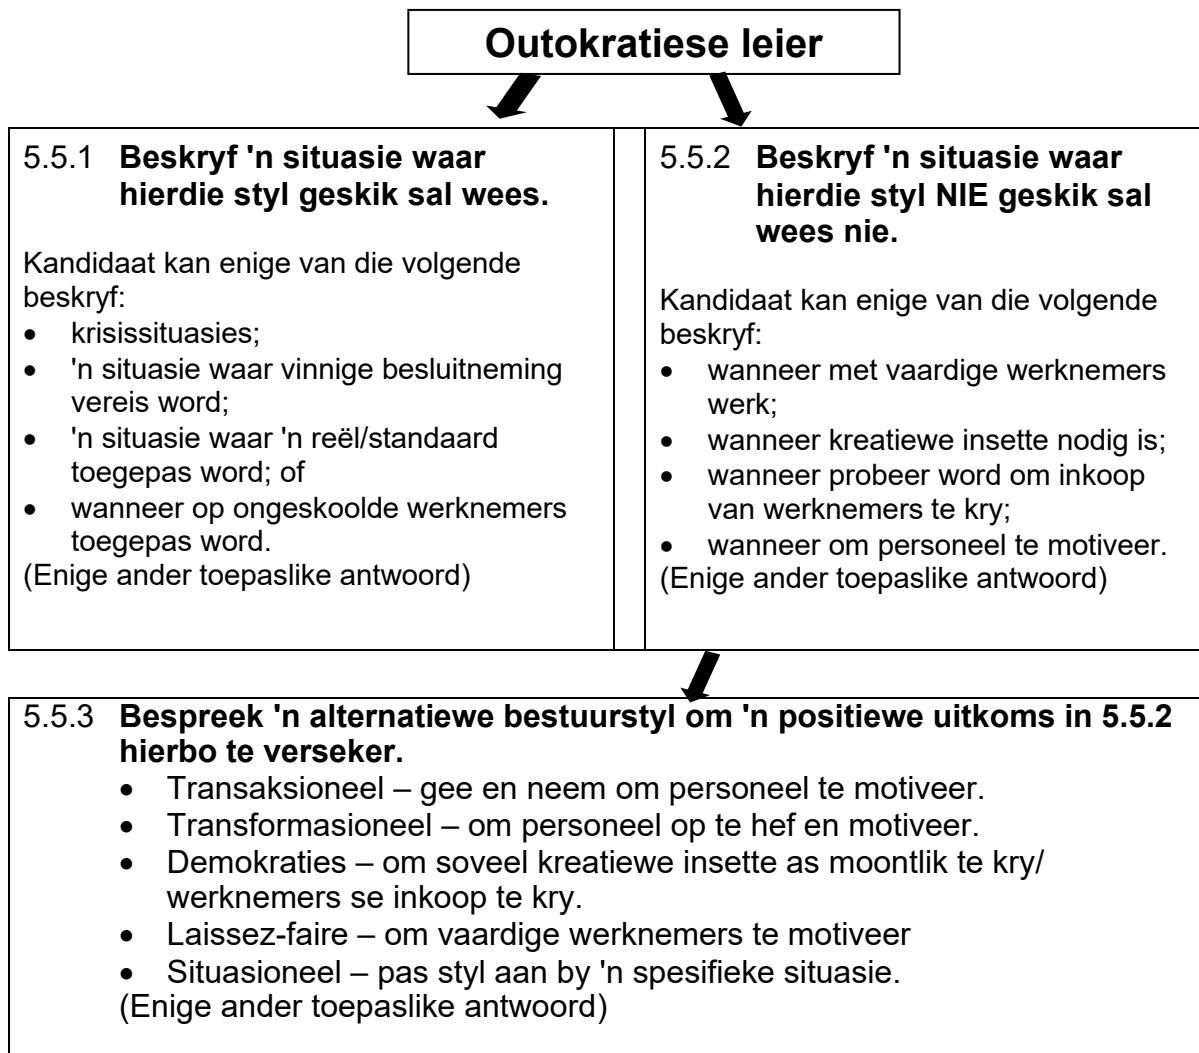 Outokratiese leier
5.5.1 Beskryf 'n situasie waar
hierdie styl geskik sal wees.
Kandidaat kan enige van die volgende
beskryf:
• krisissituasies;
• 'n situasie waar vinnige besluitneming
vereis word;
• 'n situasie waar 'n reël/standaard
toegepas word; of
• wanneer op ongeskoolde werknemers
toegepas word.
(Enige ander toepaslike antwoord)
5.5.2 Beskryf 'n situasie waar
hierdie styl NIE geskik sal
wees nie.
Kandidaat kan enige van die volgende
beskryf:
• wanneer met vaardige werknemers
werk;
• wanneer kreatiewe insette nodig is;
• wanneer probeer word om inkoop
van werknemers te kry;
• wanneer om personeel te motiveer.
(Enige ander toepaslike antwoord)
5.5.3 Bespreek 'n alternatiewe bestuurstyl om 'n positiewe uitkoms in 5.5.2
hierbo te verseker.
• Transaksioneel – gee en neem om personeel te motiveer.
• Transformasioneel – om personeel op te hef en motiveer.
• Demokraties – om soveel kreatiewe insette as moontlik te kry/
werknemers se inkoop te kry.
• Laissez-faire – om vaardige werknemers te motiveer
• Situasioneel – pas styl aan by 'n spesifieke situasie.
(Enige ander toepaslike antwoord)